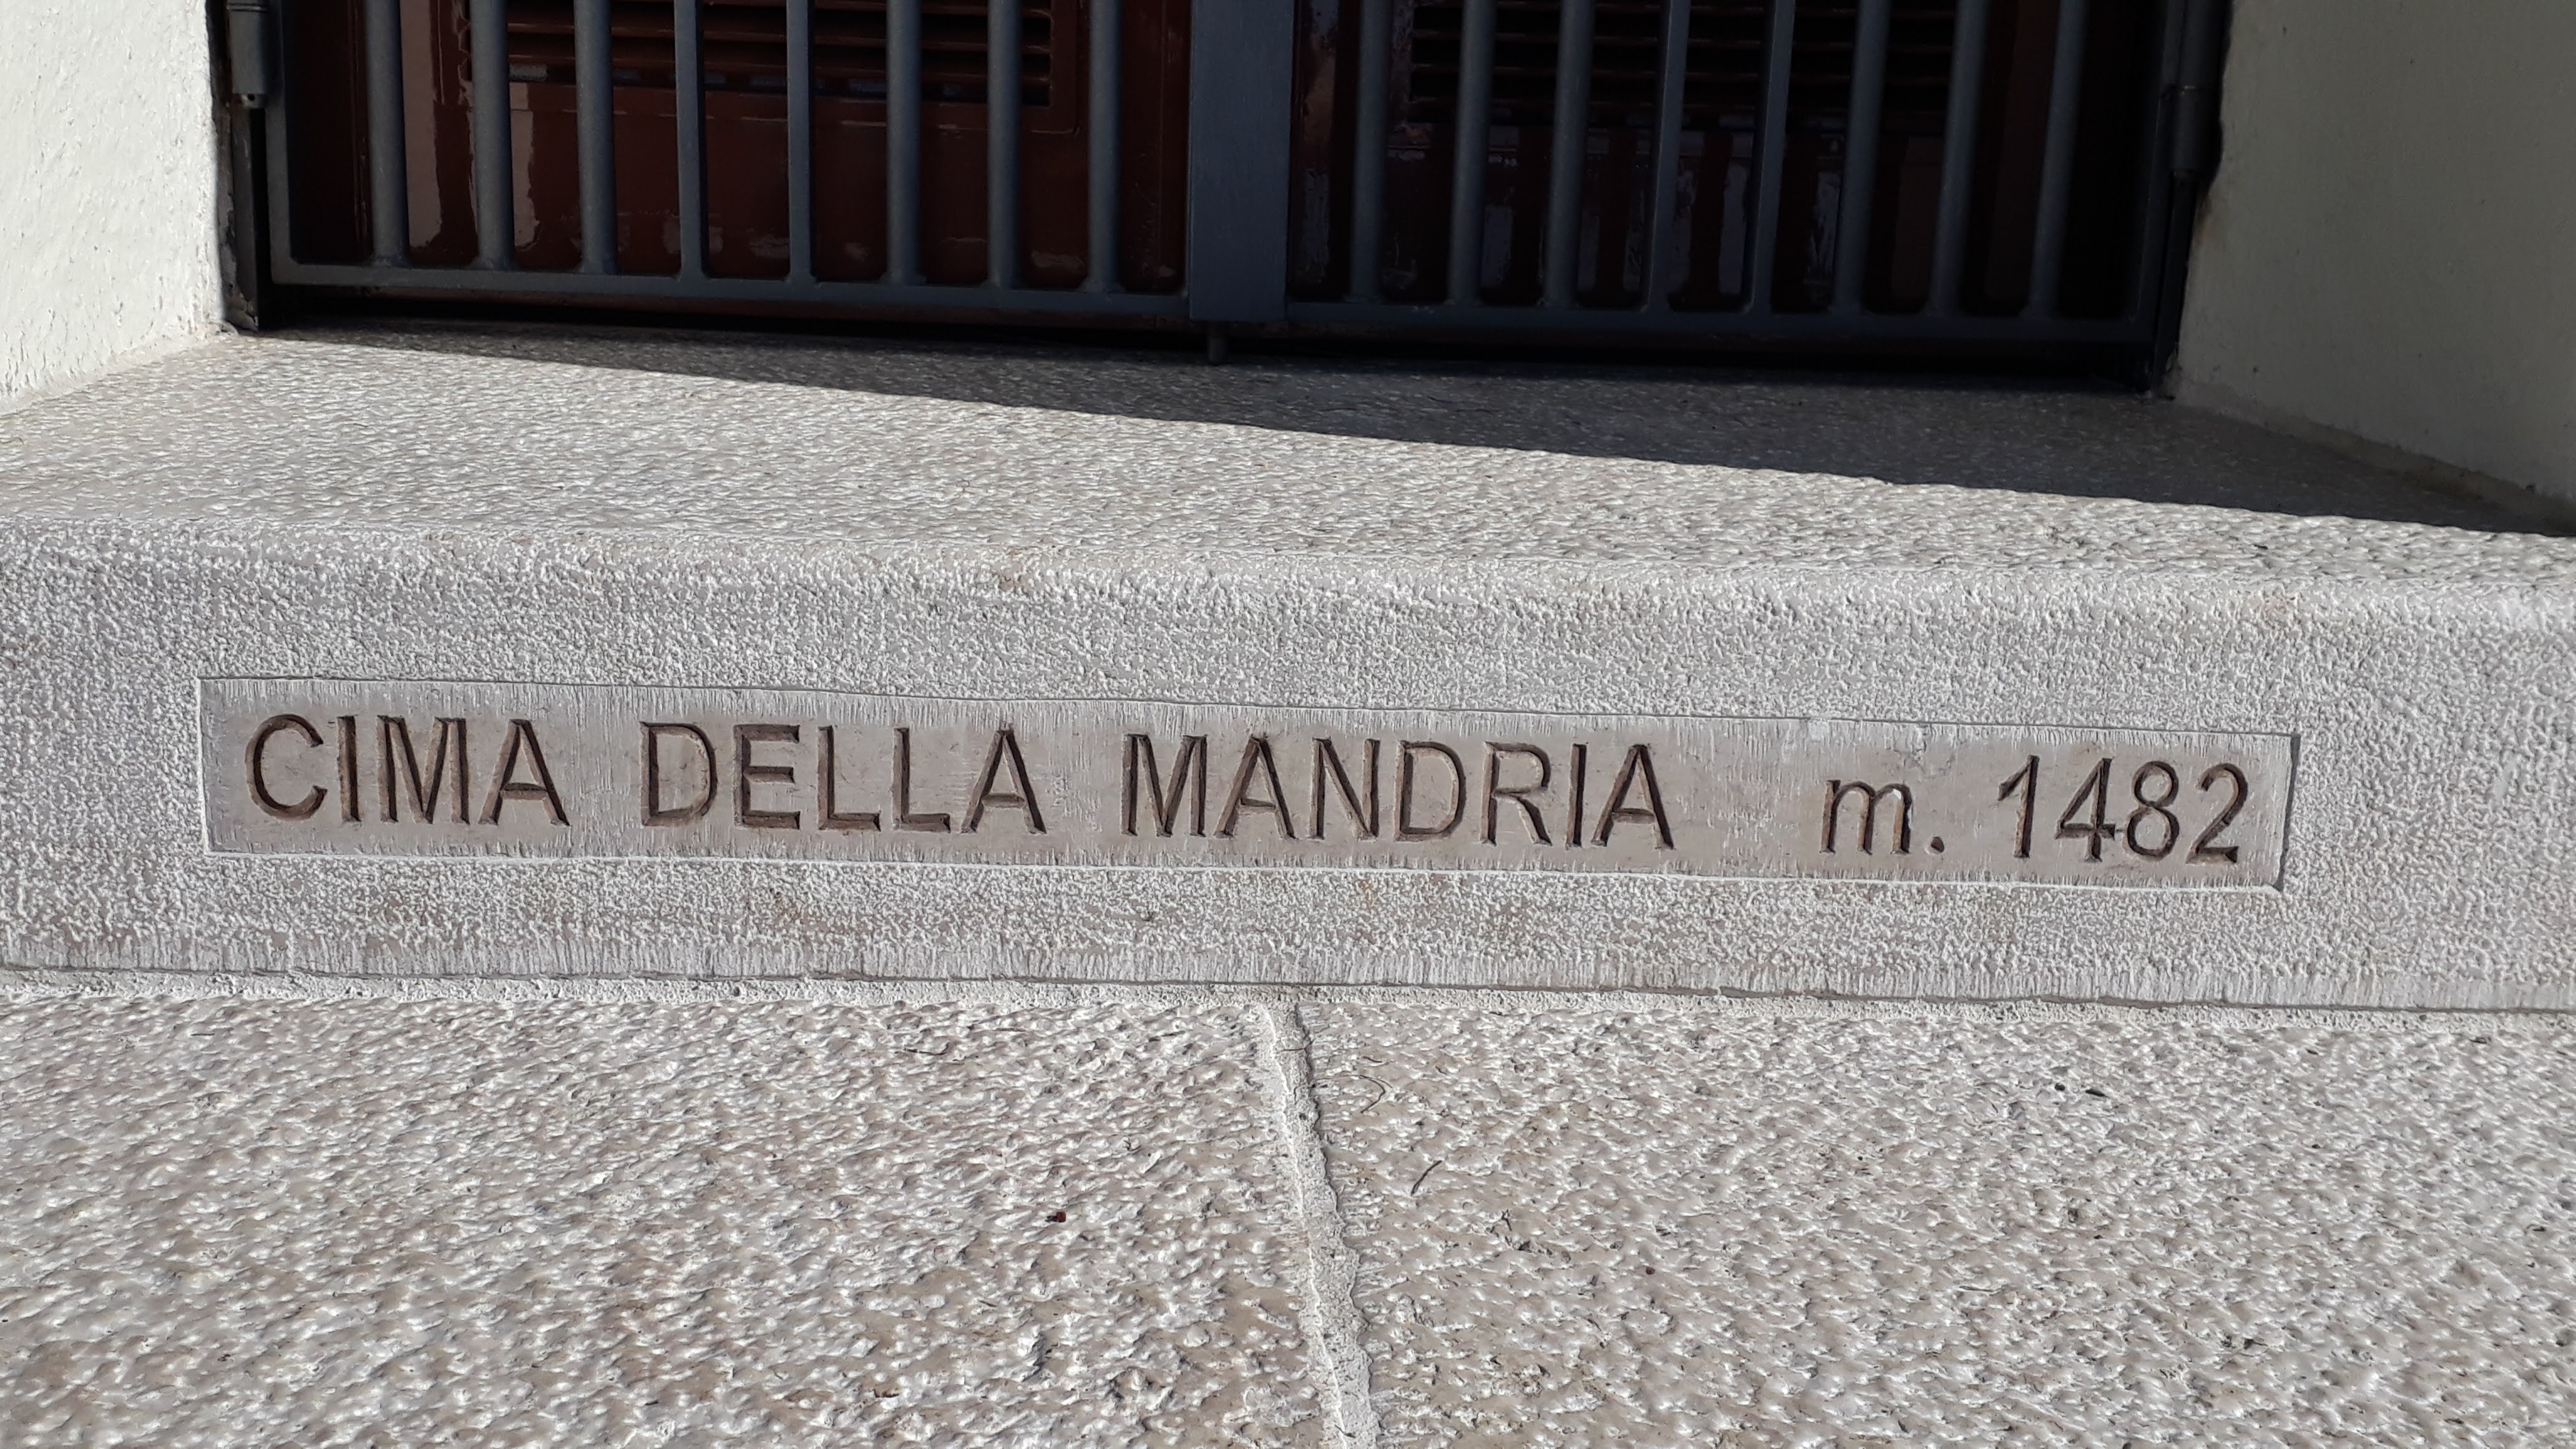 CIMA DELLA MANDRIA m. 1482